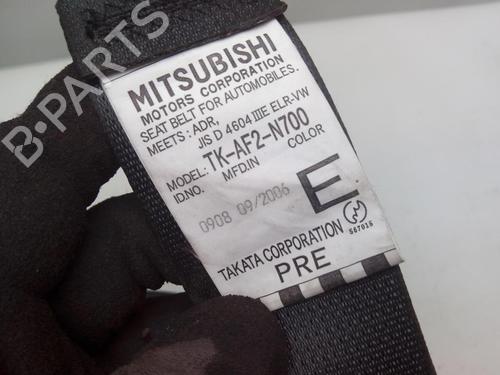 B-PARTS
MITSUBISHI
MOTORS CORPORATION
SEAT BELT FOR AUTOMOBILES.
MEETS: ADR,
JIS D 4604 IIIE ELR-VW
MODEL: TK-AF2-N700
ID.NO. MFD.IN COLOR
0908 09/2006 E
TAKATA CORPORATION 567015
PRE